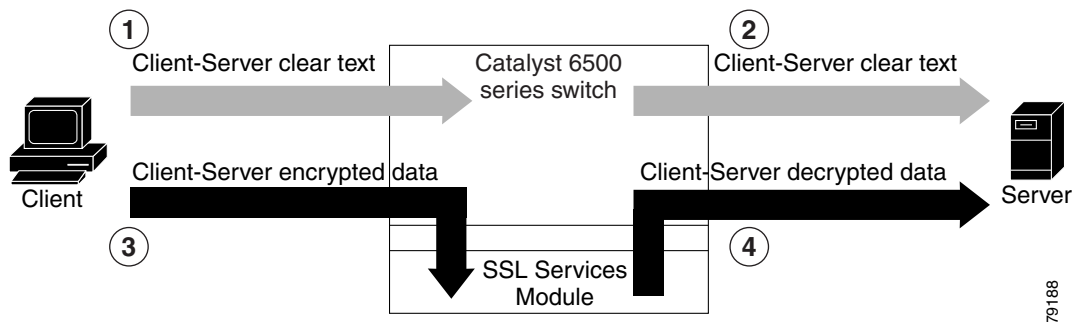 1
2
Client-Server clear text
Catalyst 6500
series switch
Client-Server clear text
Client-Server encrypted data
Client-Server decrypted data
Client
Server
3
4
SSL Services
Module
79188